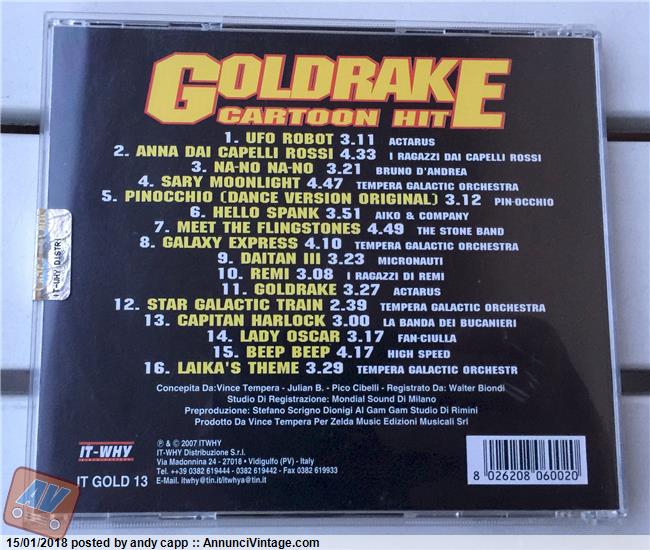 GOLDRAKE
CARTOON HIT
1. UFO ROBOT 3.11 ACTARUS
2. ANNA DAI CAPELLI ROSSI 4.33 I RAGAZZI DAI CAPELLI ROSSI
3. NA-NO NA-NO 3.21 BRUNO D'ANDREA
4. SARY MOONLIGHT 4.47 TEMPERA GALACTIC ORCHESTRA
5. PINOCCHIO (DANCE VERSION ORIGINAL) 3.12 PIN-OCCHIO
6. HELLO SPANK 3.51 AIKO & COMPANY
7. MEET THE FLINGSTONES 4.49 THE STONE BAND
8. GALAXY EXPRESS 4.10 TEMPERA GALACTIC ORCHESTRA
9. DAITAN III 3.23 MICRONAUTI
10. REMI 3.08 I RAGAZZI DI REMI
11. GOLDRAKE 3.27 ACTARUS
12. STAR GALACTIC TRAIN 2.39 TEMPERA GALACTIC ORCHESTRA
13. CAPITAN HARLOCK 3.00 LA BANDA DEI BUCANIERI
14. LADY OSCAR 3.17 FAN-CIULLA
15. BEEP BEEP 4.17 HIGH SPEED
16. LAIKA'S THEME 3.29 TEMPERA GALACTIC ORCHESTR
Concepita Da:Vince Tempera - Julian B. - Pico Cibelli - Registrato Da: Walter Biondi
Studio Di Registrazione: Mondial Sound Di Milano
Preproduzione: Stefano Scrigno Dionigi Al Gam Gam Studio Di Rimini
Prodotto Da Vince Tempera Per Zelda Music Edizioni Musicali Srl
IT-WHY
IT GOLD 13
℗ & © 2007 ITWHY
IT-WHY Distribuzione S.r.l.
Via Madonnina 24 - 27018 - Vidigulfo (PV) - Italy
Tel. ++39 0382 619444 - 0382 619442 - Fax 0382 619933
E.Mail. itwhy@tin.it/itwhya@tin.it
8 026208 060020
IT-WHY DISTRI
AV
15/01/2018 posted by andy capp :: AnnunciVintage.com